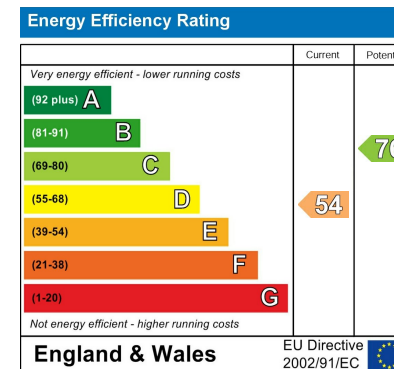 Energy Efficiency Rating
Current
Very energy efficient - lower running costs
(92 plus) A
(81-91) B
(69-80) C
(55-68) D
54
(39-54) E
(21-38) F
(1-20) G
Not energy efficient - higher running costs
England & Wales
EU Directive
2002/91/EC